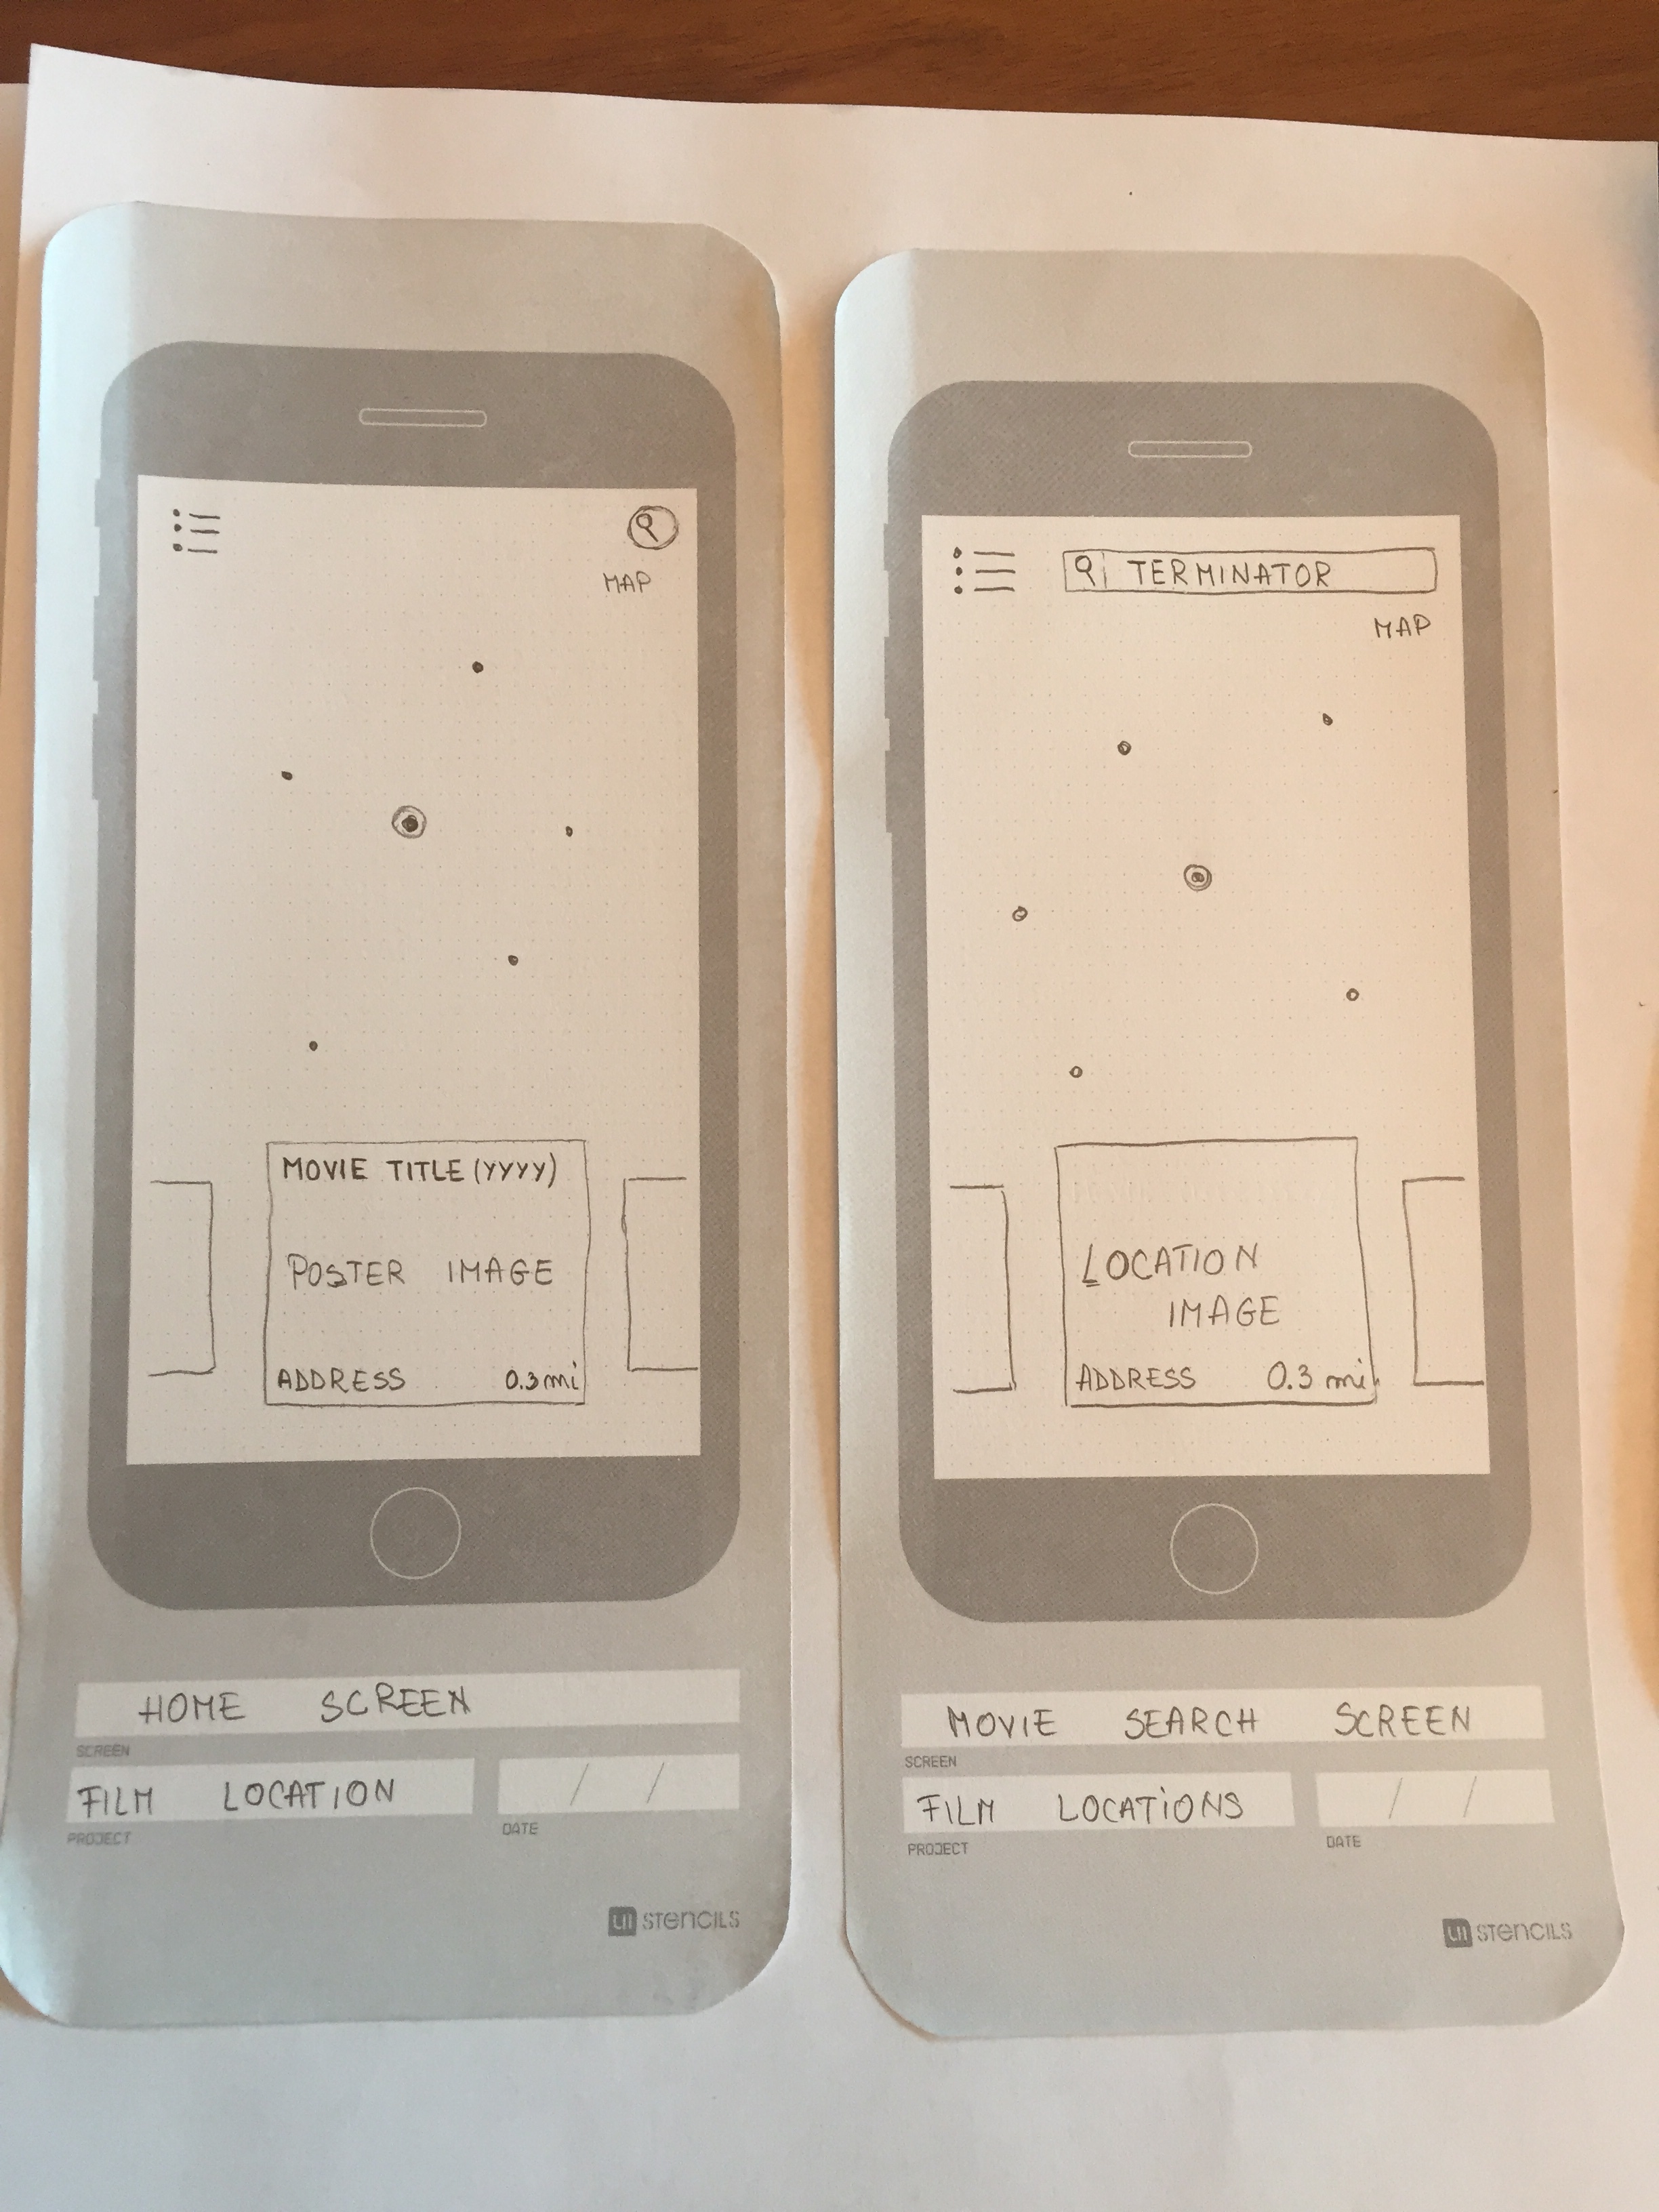 MAP
MOVIE TITLE (YYYY)
POSTER IMAGE
ADDRESS 0.3 mi
HOME SCREEN
SCREEN
FILM LOCATION / /
PROJECT DATE
UI STENCILS
TERMINATOR
MAP
LOCATION
IMAGE
ADDRESS 0.3 mi
MOVIE SEARCH SCREEN
SCREEN
FILM LOCATIONS / /
PROJECT DATE
UI STENCILS